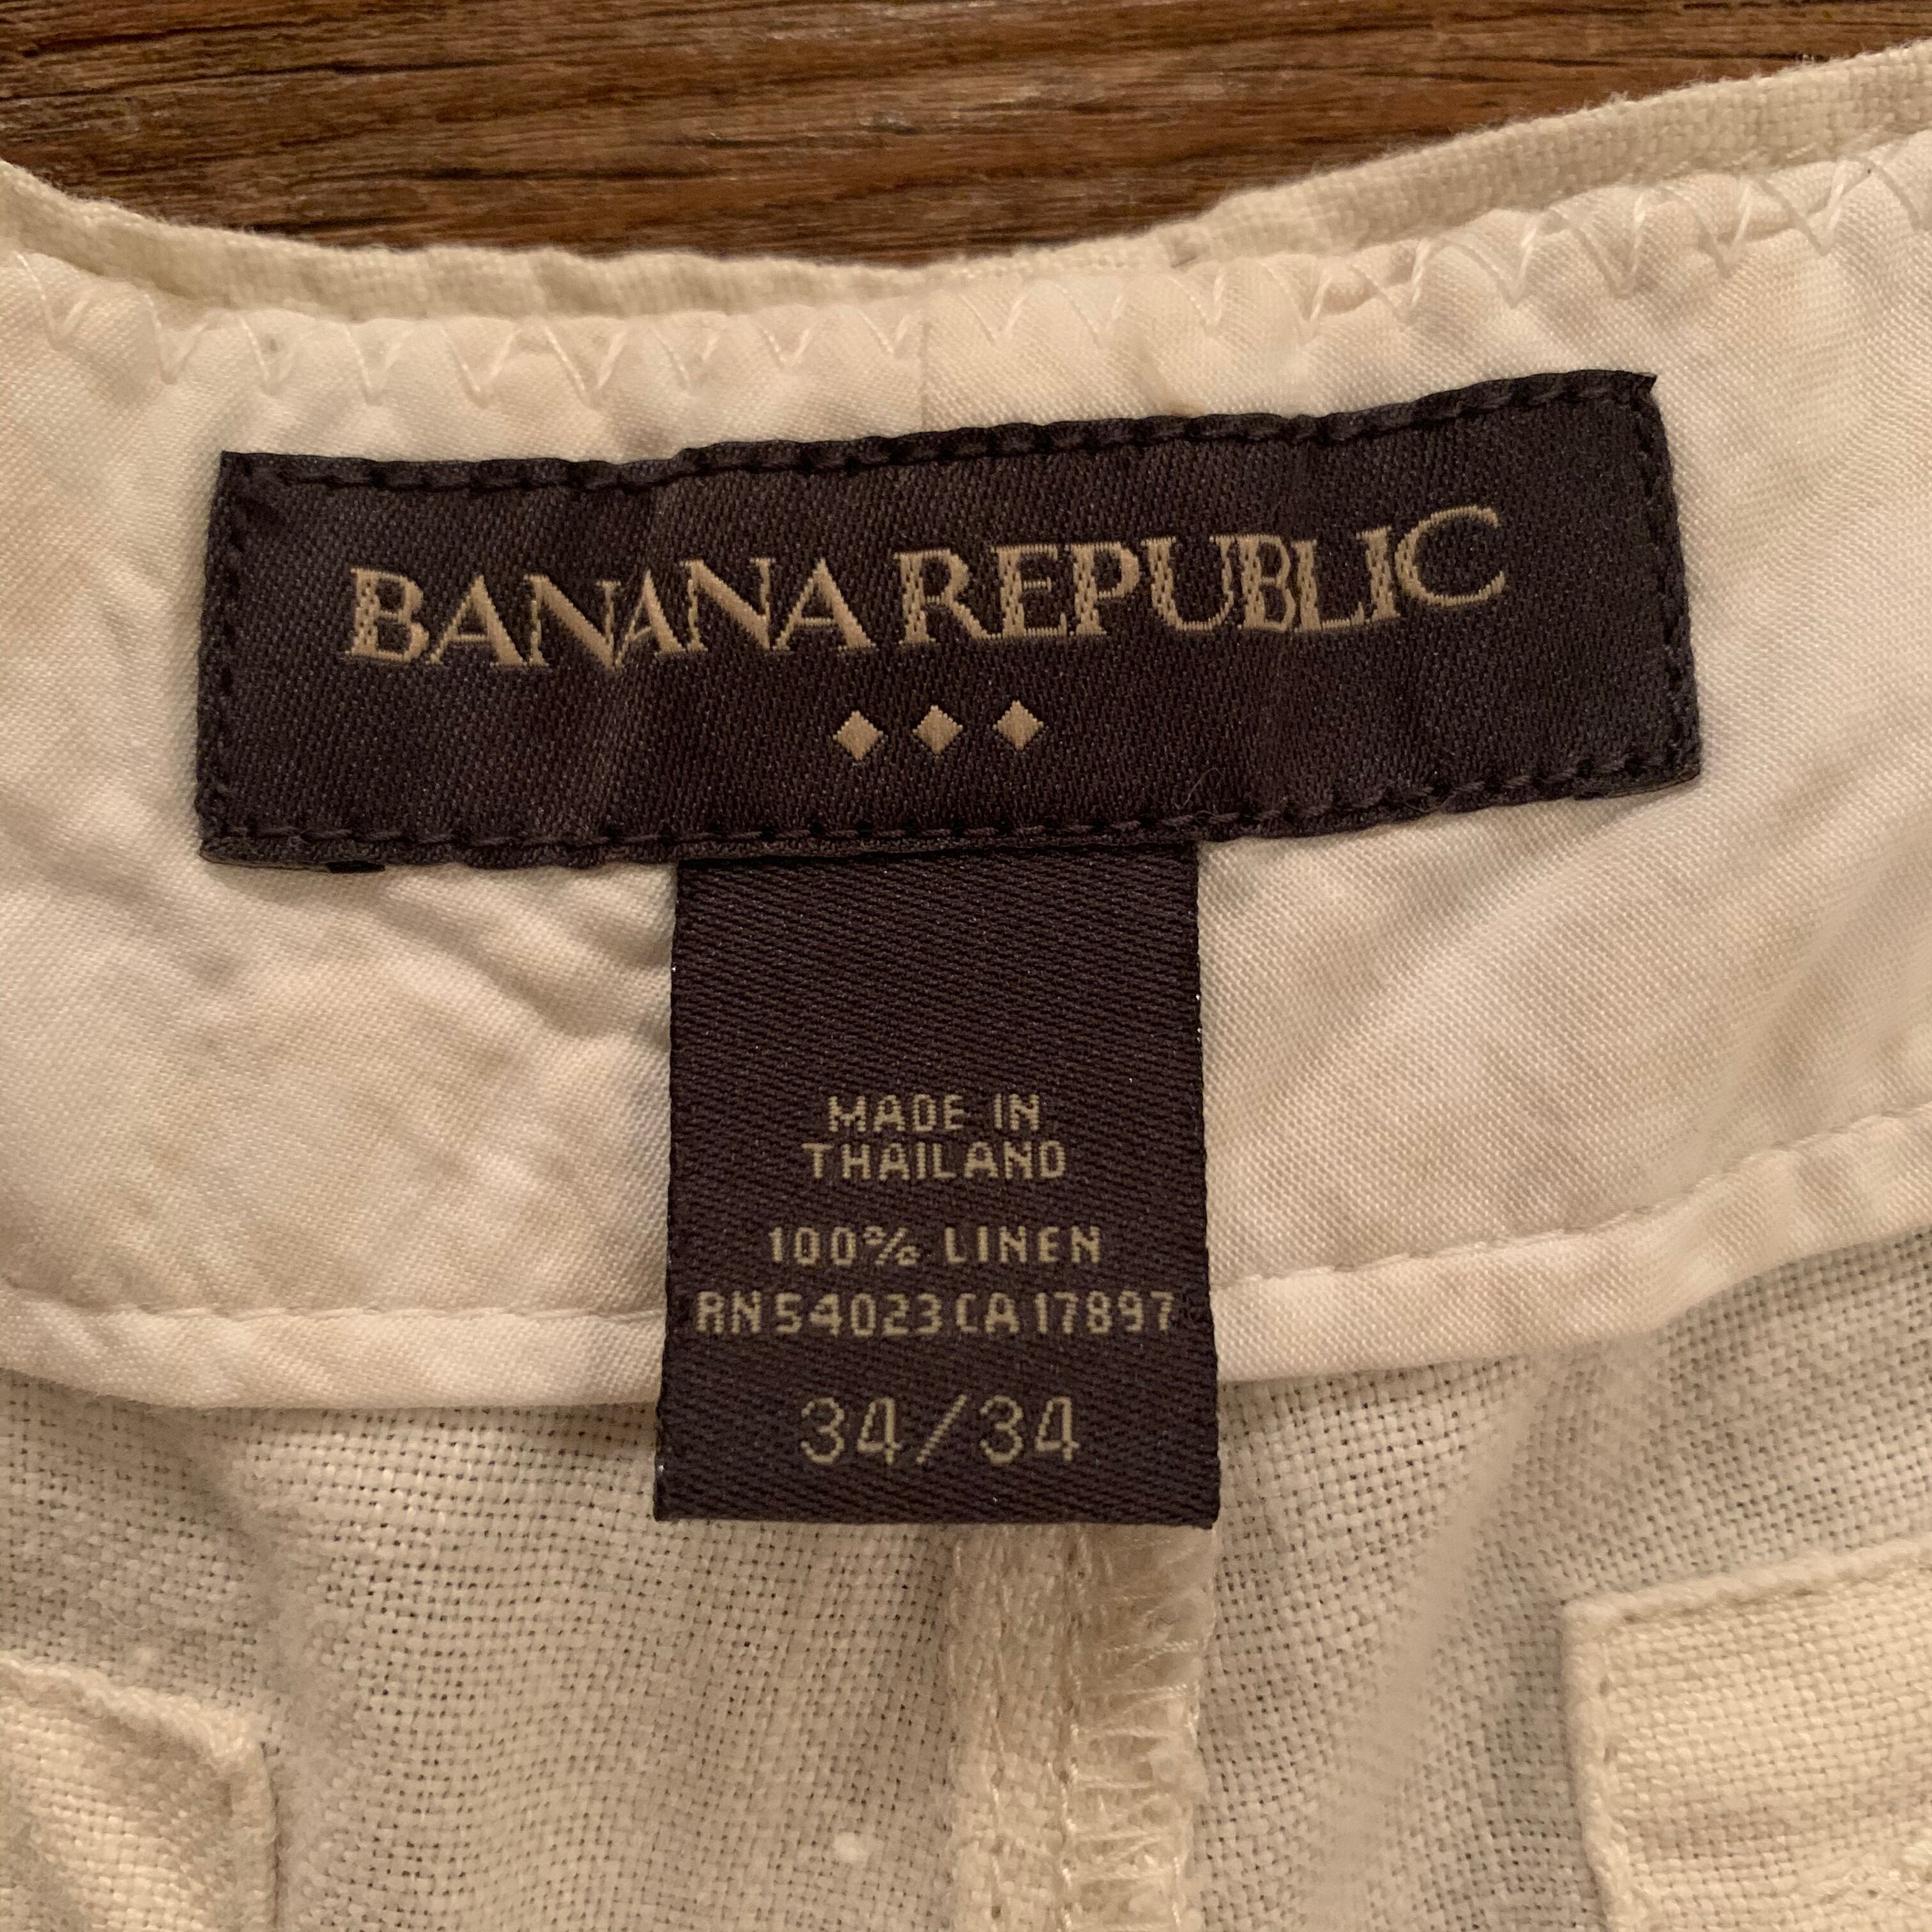 BANANA REPUBLIC
MADE IN
THAILAND
100% LINEN
RN54023 CA17897
34/34